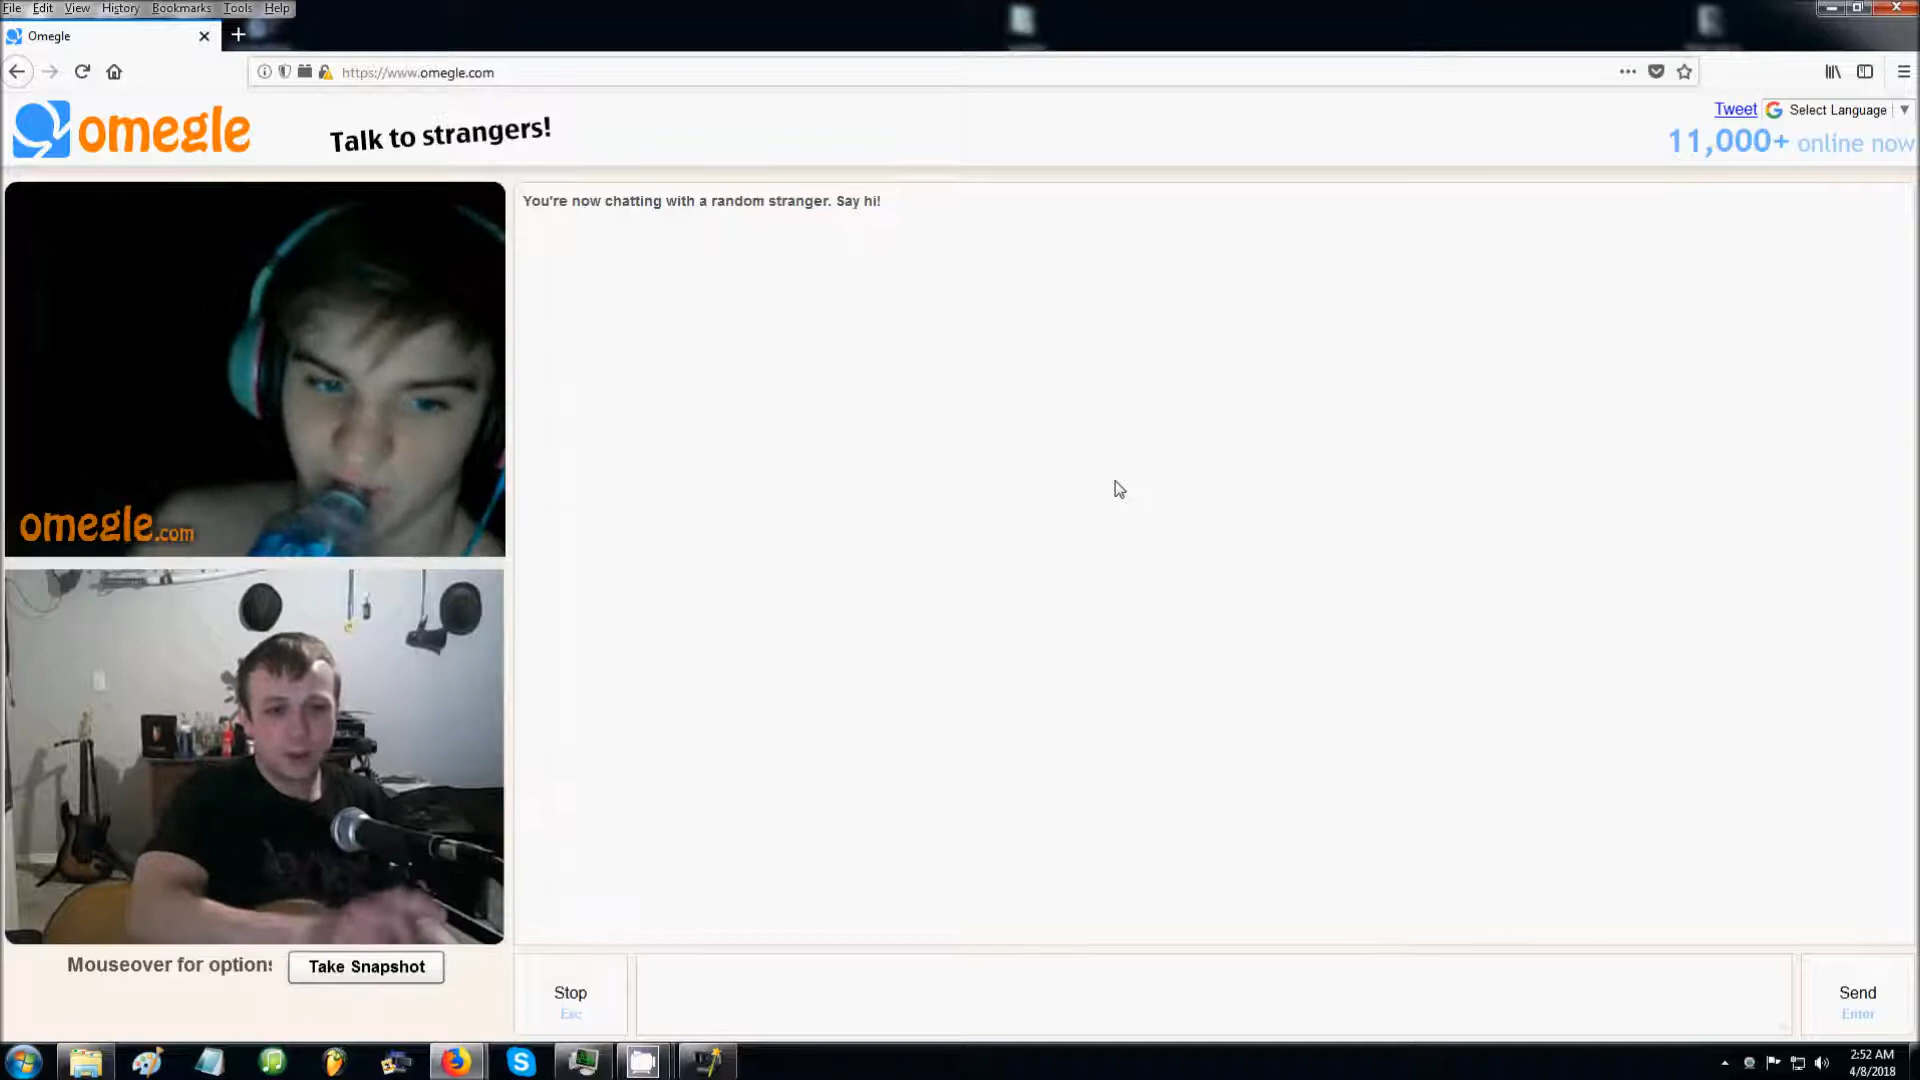 File Edit View History Bookmarks Tools Help
Omegle
https://www.omegle.com
omegle
Talk to strangers!
Tweet
Select Language
11,000+ online now
You're now chatting with a random stranger. Say hi!
omegle.com
Mouseover for options
Take Snapshot
Stop
Esc
Send
Enter
2:52 AM
4/8/2018